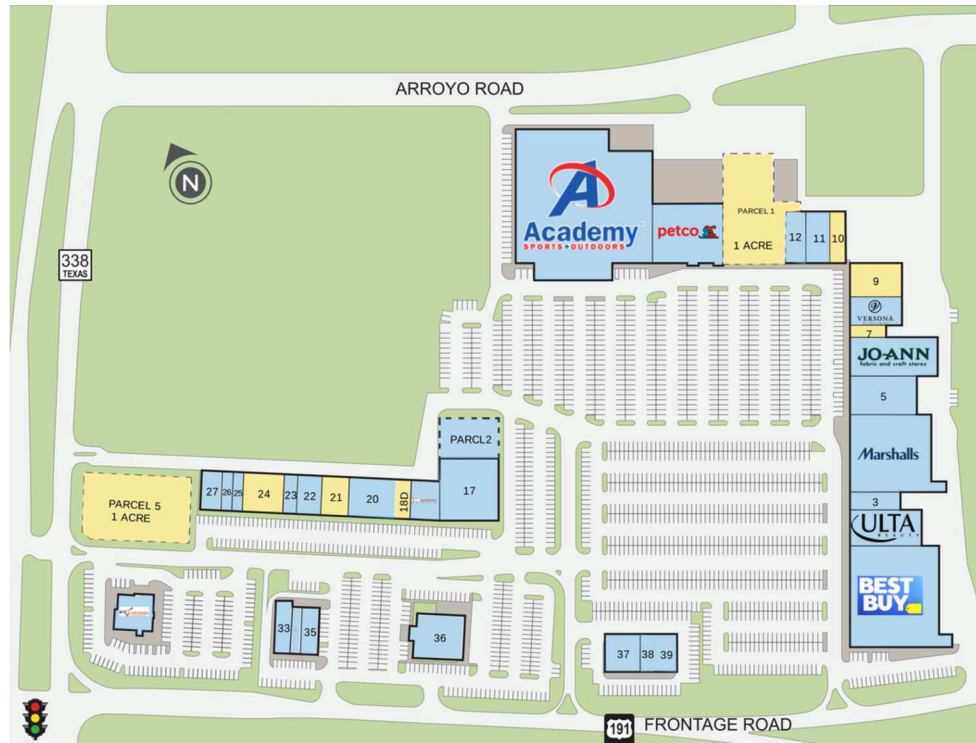 ARROYO ROAD
N
338
TEXAS
Academy
SPORTS+OUTDOORS
petco
PARCEL 1
1 ACRE
12
11
10
9
VERSONA
7
JO-ANN
fabric and craft stores
5
Marshalls
3
ULTA
BEAUTY
BEST
BUY
PARCL2
17
18D
20
21
22
23
24
25
26
27
PARCEL 5
1 ACRE
33
35
36
37
38
39
191
FRONTAGE ROAD